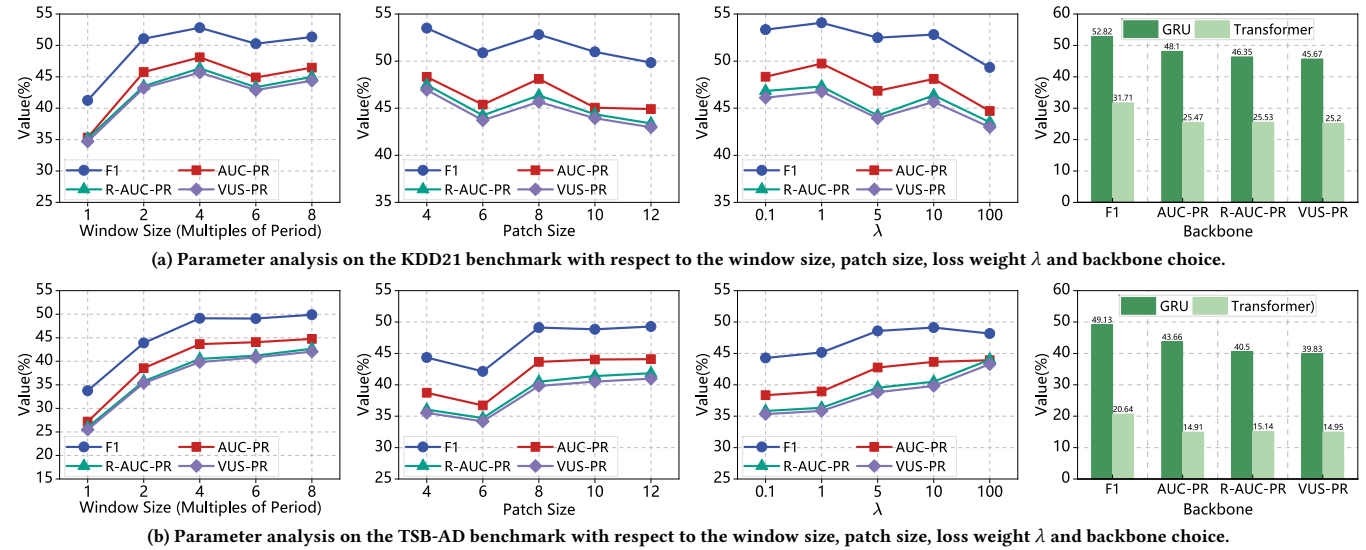 55
50
45
40
35
30
25
Value(%)
F1
AUC-PR
R-AUC-PR
VUS-PR
1 2 4 6 8
Window Size (Multiples of Period)
55
50
45
40
35
Value(%)
F1
AUC-PR
R-AUC-PR
VUS-PR
4 6 8 10 12
Patch Size
55
50
45
40
35
Value(%)
F1
AUC-PR
R-AUC-PR
VUS-PR
0.1 1 5 10 100
λ
60
50
40
30
20
10
0
Value(%)
GRU
Transformer
52.82
31.71
48.1
25.47
46.35
25.53
45.67
25.2
F1 AUC-PR R-AUC-PR VUS-PR
Backbone
(a) Parameter analysis on the KDD21 benchmark with respect to the window size, patch size, loss weight λ and backbone choice.
55
50
45
40
35
30
25
15
Value(%)
F1
AUC-PR
R-AUC-PR
VUS-PR
1 2 4 6 8
Window Size (Multiples of Period)
55
50
45
40
35
31
25
Value(%)
F1
AUC-PR
R-AUC-PR
VUS-PR
4 6 8 10 12
Patch Size
55
45
35
25
Value(%)
F1
AUC-PR
R-AUC-PR
VUS-PR
0.1 1 5 10 100
λ
60
50
40
30
20
10
0
Value(%)
GRU
Transformer)
49.13
20.64
43.66
14.91
40.5
15.14
39.83
14.95
F1 AUC-PR R-AUC-PR VUS-PR
Backbone
(b) Parameter analysis on the TSB-AD benchmark with respect to the window size, patch size, loss weight λ and backbone choice.